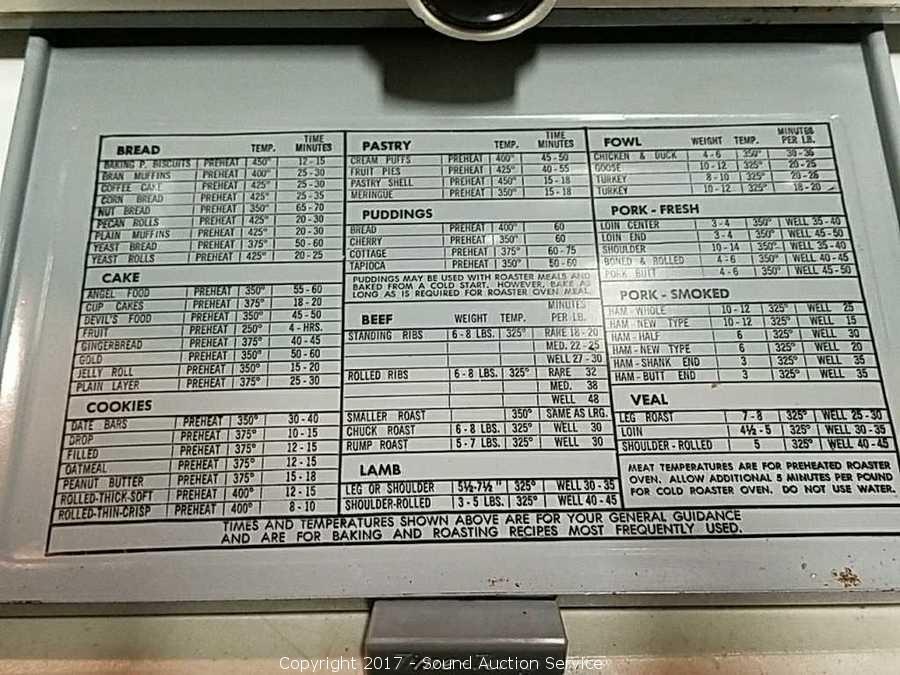 BREAD TEMP. TIME MINUTES
BAKING P. BISCUITS PREHEAT 450° 12-15
BRAN MUFFINS PREHEAT 400° 25-30
COFFEE CAKE PREHEAT 425° 25-30
CORN BREAD PREHEAT 425° 25-35
NUT BREAD PREHEAT 350° 65-70
PECAN ROLLS PREHEAT 425° 20-30
PLAIN MUFFINS PREHEAT 425° 20-30
YEAST BREAD PREHEAT 375° 50-60
YEAST ROLLS PREHEAT 425° 20-25
CAKE
ANGEL FOOD PREHEAT 350° 55-60
CUP CAKES PREHEAT 375° 18-20
DEVIL'S FOOD PREHEAT 350° 45-50
FRUIT PREHEAT 250° 4-HRS.
GINGERBREAD PREHEAT 375° 40-45
GOLD PREHEAT 350° 50-60
JELLY ROLL PREHEAT 350° 15-20
PLAIN LAYER PREHEAT 375° 25-30
COOKIES
DATE BARS PREHEAT 350° 30-40
DROP PREHEAT 375° 10-15
FILLED PREHEAT 375° 12-15
OATMEAL PREHEAT 375° 12-15
PEANUT BUTTER PREHEAT 375° 15-18
ROLLED-THICK-SOFT PREHEAT 400° 12-15
ROLLED-THIN-CRISP PREHEAT 400° 8-10
PASTRY TEMP. TIME MINUTES
CREAM PUFFS PREHEAT 400° 45-50
FRUIT PIES PREHEAT 425° 40-55
PASTRY SHELL PREHEAT 450° 15-18
MERINGUE PREHEAT 350° 15-18
PUDDINGS
BREAD PREHEAT 400° 60
CHERRY PREHEAT 350° 60
COTTAGE PREHEAT 375° 60-75
TAPIOCA PREHEAT 350° 50-60
PUDDINGS MAY BE USED WITH ROASTER MEALS AND
BAKED FROM A COLD START. HOWEVER, BAKE AS
LONG AS IS REQUIRED FOR ROASTER OVEN MEAL.
BEEF WEIGHT TEMP. MINUTES PER LB.
STANDING RIBS 6-8 LBS. 325° RARE 18-20
MED. 22-25
WELL 27-30
ROLLED RIBS 6-8 LBS. 325° RARE 32
MED. 38
WELL 48
SMALLER ROAST 350° SAME AS LRG.
CHUCK ROAST 6-8 LBS. 325° WELL 30
RUMP ROAST 5-7 LBS. 325° WELL 30
LAMB
LEG OR SHOULDER 5½-7½" 325° WELL 30-35
SHOULDER-ROLLED 3-5 LBS. 325° WELL 40-45
FOWL WEIGHT TEMP. MINUTES PER LB.
CHICKEN & DUCK 4-6 350° 30-35
GOOSE 10-12 325° 20-25
TURKEY 8-10 325° 20-25
TURKEY 10-12 325° 18-20
PORK-FRESH
LOIN CENTER 3-4 350° WELL 35-40
LOIN END 3-4 350° WELL 45-50
SHOULDER 10-14 350° WELL 35-40
BONED & ROLLED 4-6 350° WELL 40-45
PORK BUTT 4-6 350° WELL 45-50
PORK-SMOKED
HAM-WHOLE 10-12 325° WELL 25
HAM-NEW TYPE 10-12 325° WELL 15
HAM-HALF 6 325° WELL 30
HAM-NEW TYPE 6 325° WELL 20
HAM-SHANK END 3 325° WELL 35
HAM-BUTT END 3 325° WELL 35
VEAL
LEG ROAST 7-8 325° WELL 25-30
LOIN 4½-5 325° WELL 30-35
SHOULDER-ROLLED 5 325° WELL 40-45
MEAT TEMPERATURES ARE FOR PREHEATED ROASTER
OVEN. ALLOW ADDITIONAL 5 MINUTES PER POUND
FOR COLD ROASTER OVEN. DO NOT USE WATER.
TIMES AND TEMPERATURES SHOWN ABOVE ARE FOR YOUR GENERAL GUIDANCE
AND ARE FOR BAKING AND ROASTING RECIPES MOST FREQUENTLY USED.
Copyright 2017 - Sound Auction Service